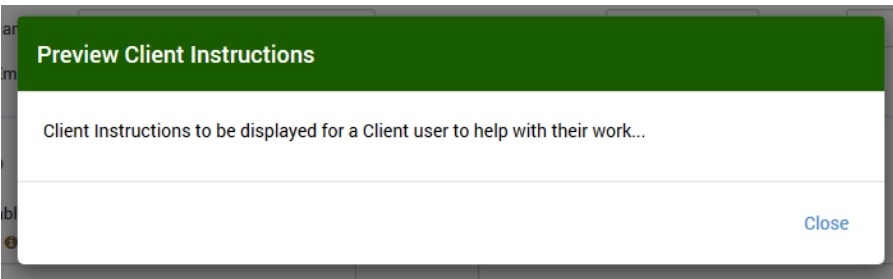 Preview Client Instructions
Client Instructions to be displayed for a Client user to help with their work...
Close